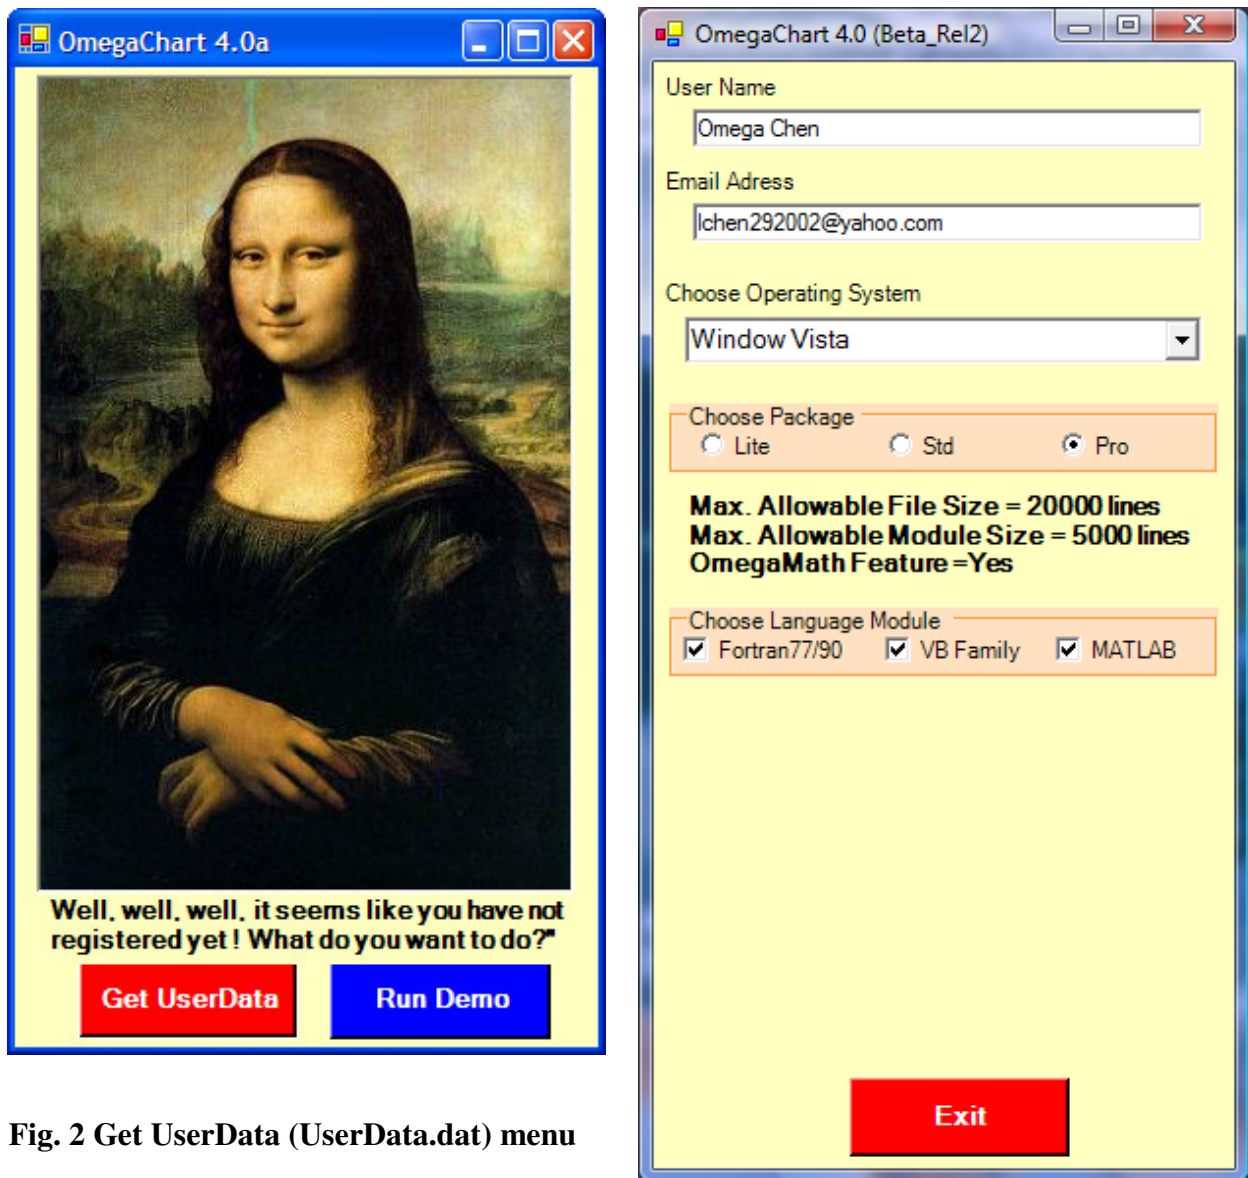 OmegaChart 4.0a
Well, well, well, it seems like you have not
registered yet ! What do you want to do?"
Get UserData
Run Demo
Fig. 2 Get UserData (UserData.dat) menu
OmegaChart 4.0 (Beta_Rel2)
User Name
Omega Chen
Email Adress
lchen292002@yahoo.com
Choose Operating System
Window Vista
Choose Package
Lite Std Pro
Max. Allowable File Size = 20000 lines
Max. Allowable Module Size = 5000 lines
OmegaMath Feature =Yes
Choose Language Module
Fortran77/90 VB Family MATLAB
Exit